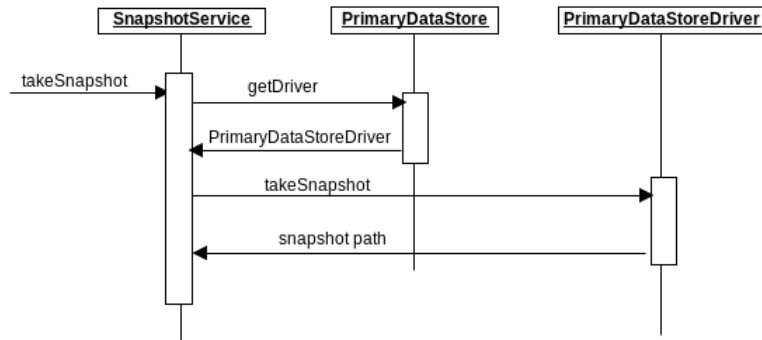 SnapshotService
PrimaryDataStore
PrimaryDataStoreDriver
takeSnapshot
getDriver
PrimaryDataStoreDriver
takeSnapshot
snapshot path